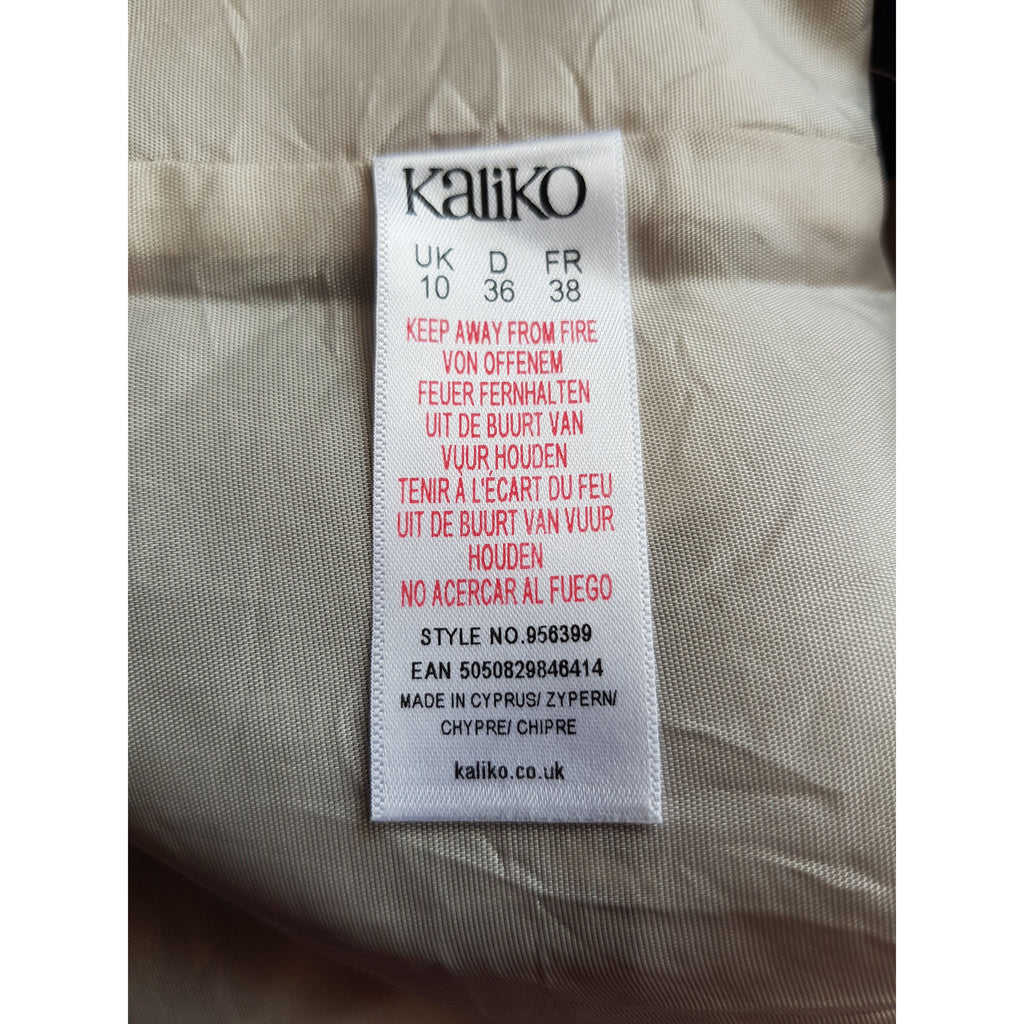 KaliKO
UK D FR
10 36 38
KEEP AWAY FROM FIRE
VON OFFENEM
FEUER FERNHALTEN
UIT DE BUURT VAN
VUUR HOUDEN
TENIR À L'ÉCART DU FEU
UIT DE BUURT VAN VUUR
HOUDEN
NO ACERCAR AL FUEGO
STYLE NO.956399
EAN 5050829846414
MADE IN CYPRUS/ ZYPERN/
CHYPRE/ CHIPRE
kaliko.co.uk